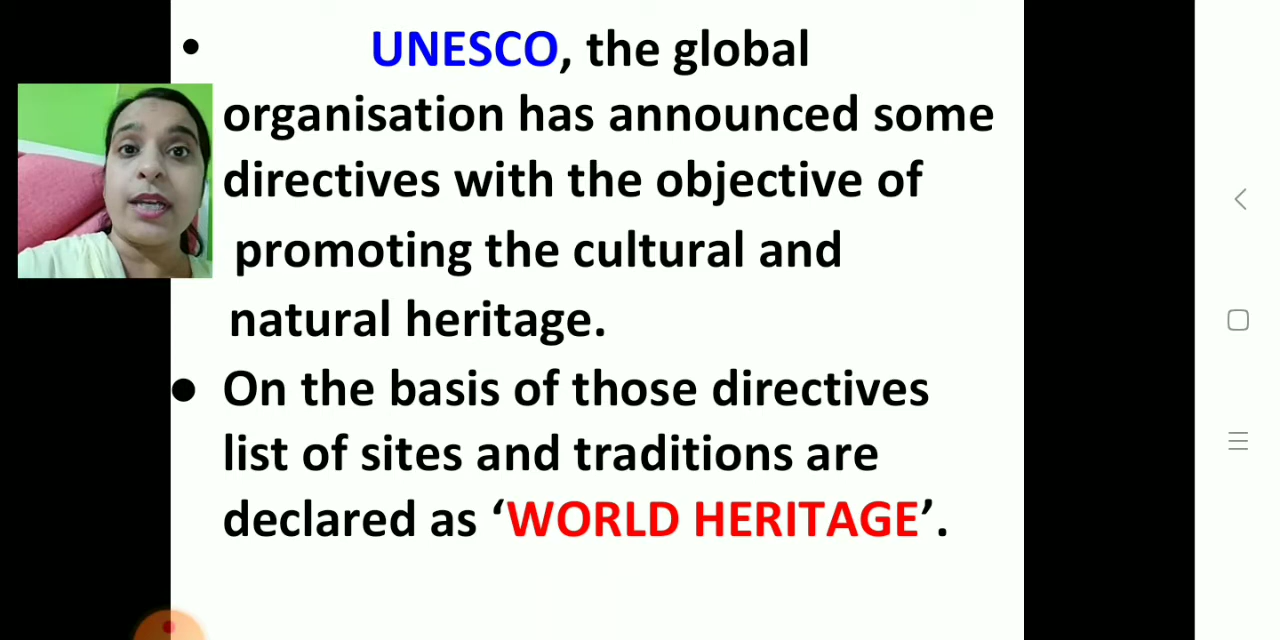 • UNESCO, the global
organisation has announced some
directives with the objective of
promoting the cultural and
natural heritage.
• On the basis of those directives
list of sites and traditions are
declared as ‘WORLD HERITAGE’.